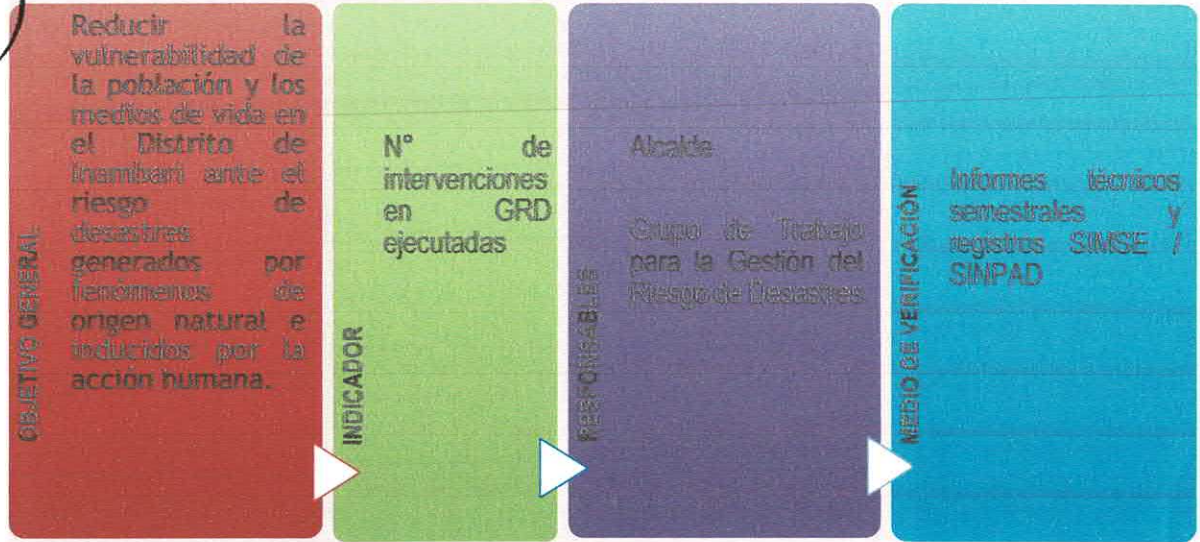 OBJETIVO GENERAL
Reducir la
vulnerabilidad de
la población y los
medios de vida en
el Distrito de
Inambari ante el
riesgo de
desastres
generados por
fenómenos de
origen natural e
inducidos por la
acción humana.
INDICADOR
N° de
intervenciones
en GRD
ejecutadas
RESPONSABLES
Alcalde
Grupo de Trabajo
para la Gestión del
Riesgo de Desastres
MEDIO DE VERIFICACIÓN
Informes técnicos
semestrales y
registros SIMSE /
SINPAD